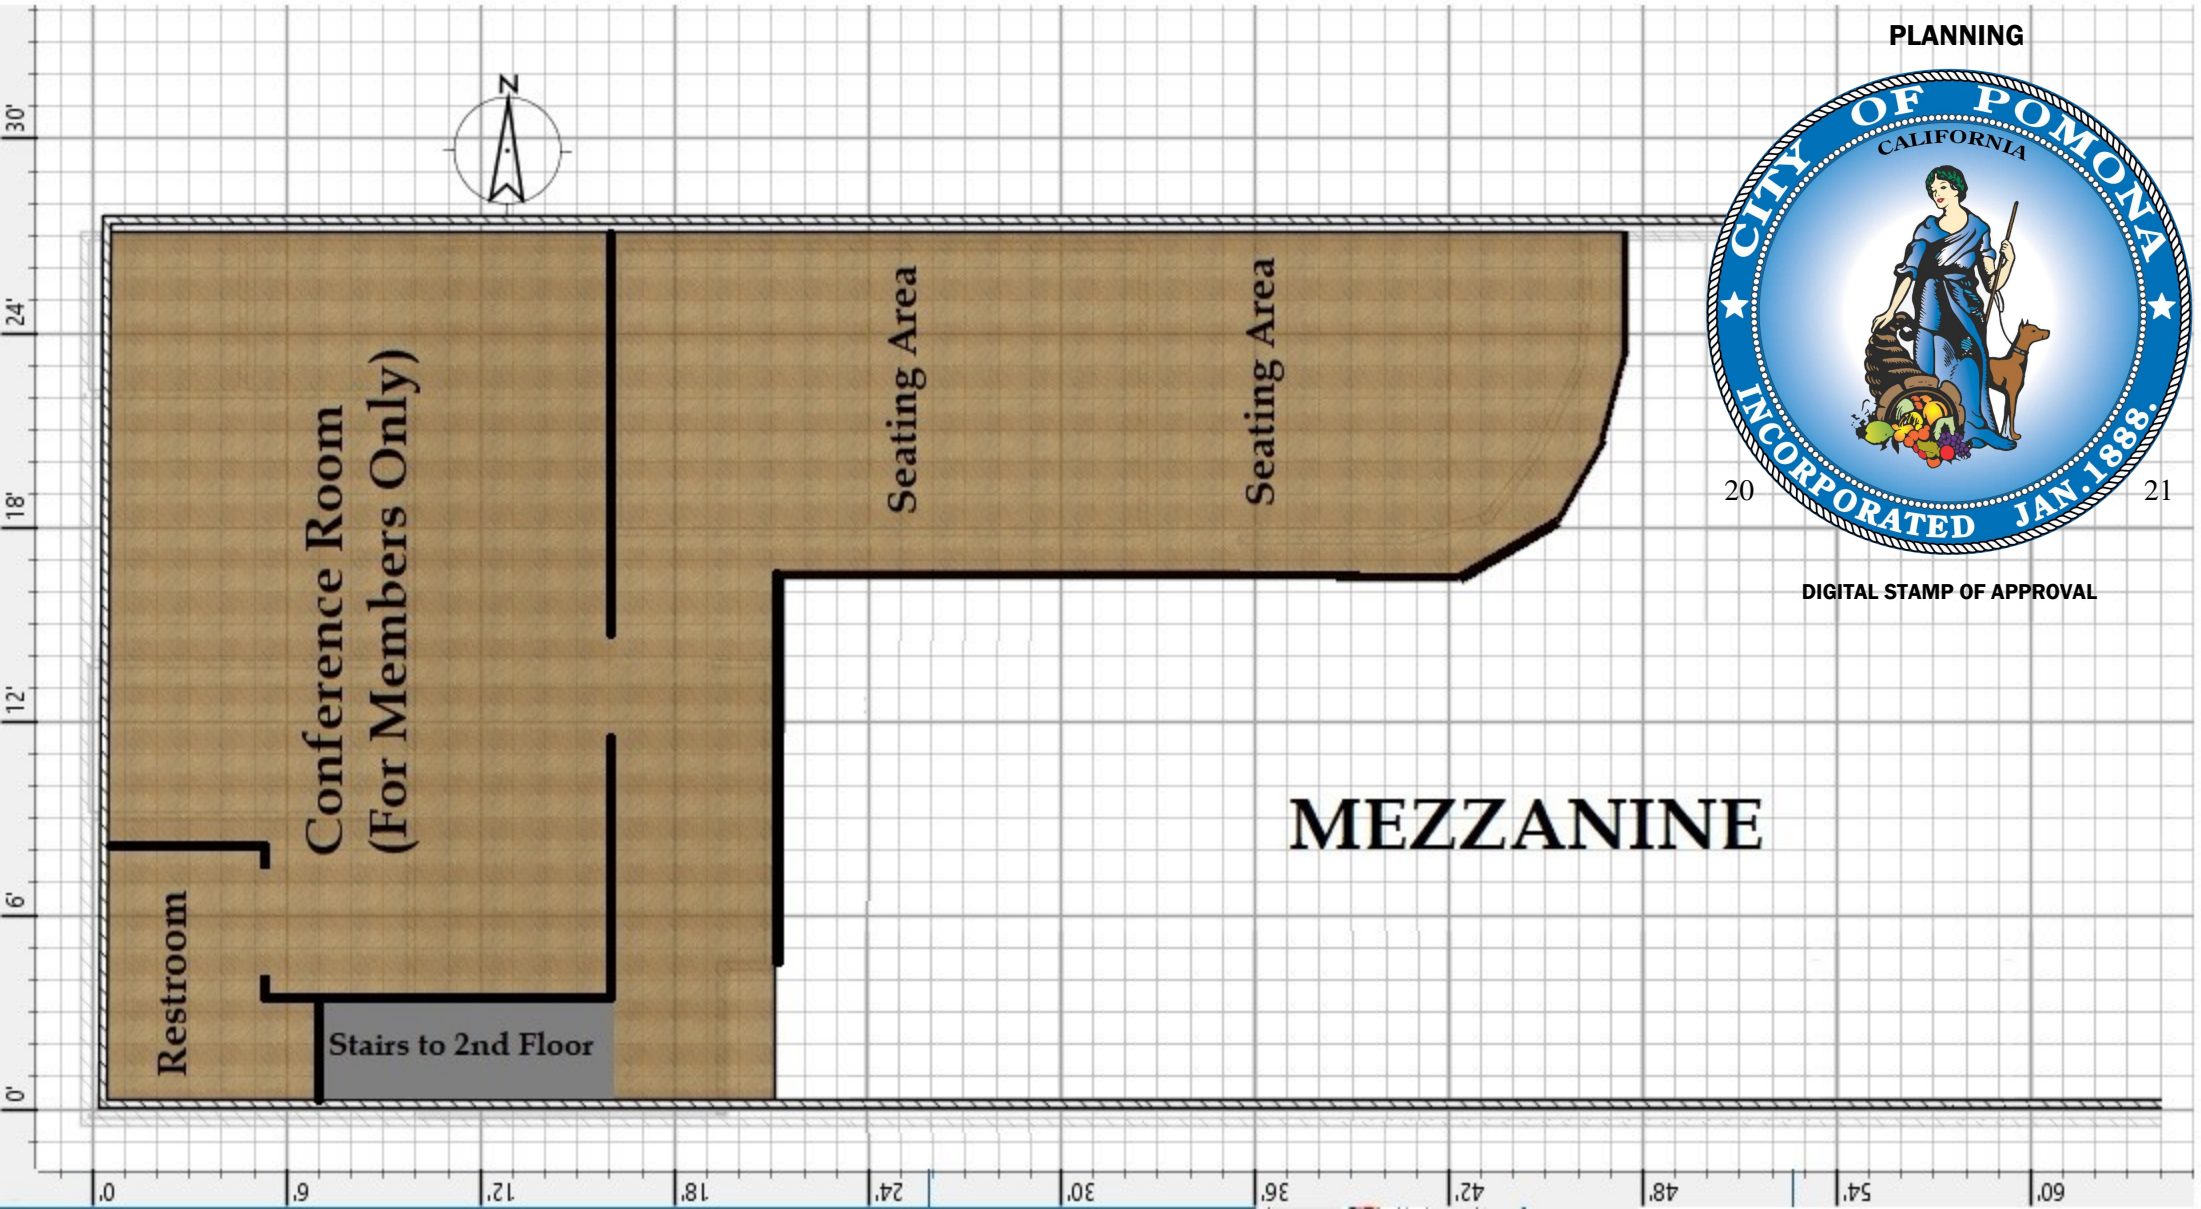 PLANNING
CITY OF POMONA
CALIFORNIA
INCORPORATED JAN. 1888.
20
21
DIGITAL STAMP OF APPROVAL
N
30'
24'
18'
12'
6'
0'
Conference Room
(For Members Only)
Seating Area
Seating Area
Restroom
Stairs to 2nd Floor
MEZZANINE
0'
6'
12'
18'
24'
30'
36'
42'
48'
54'
60'